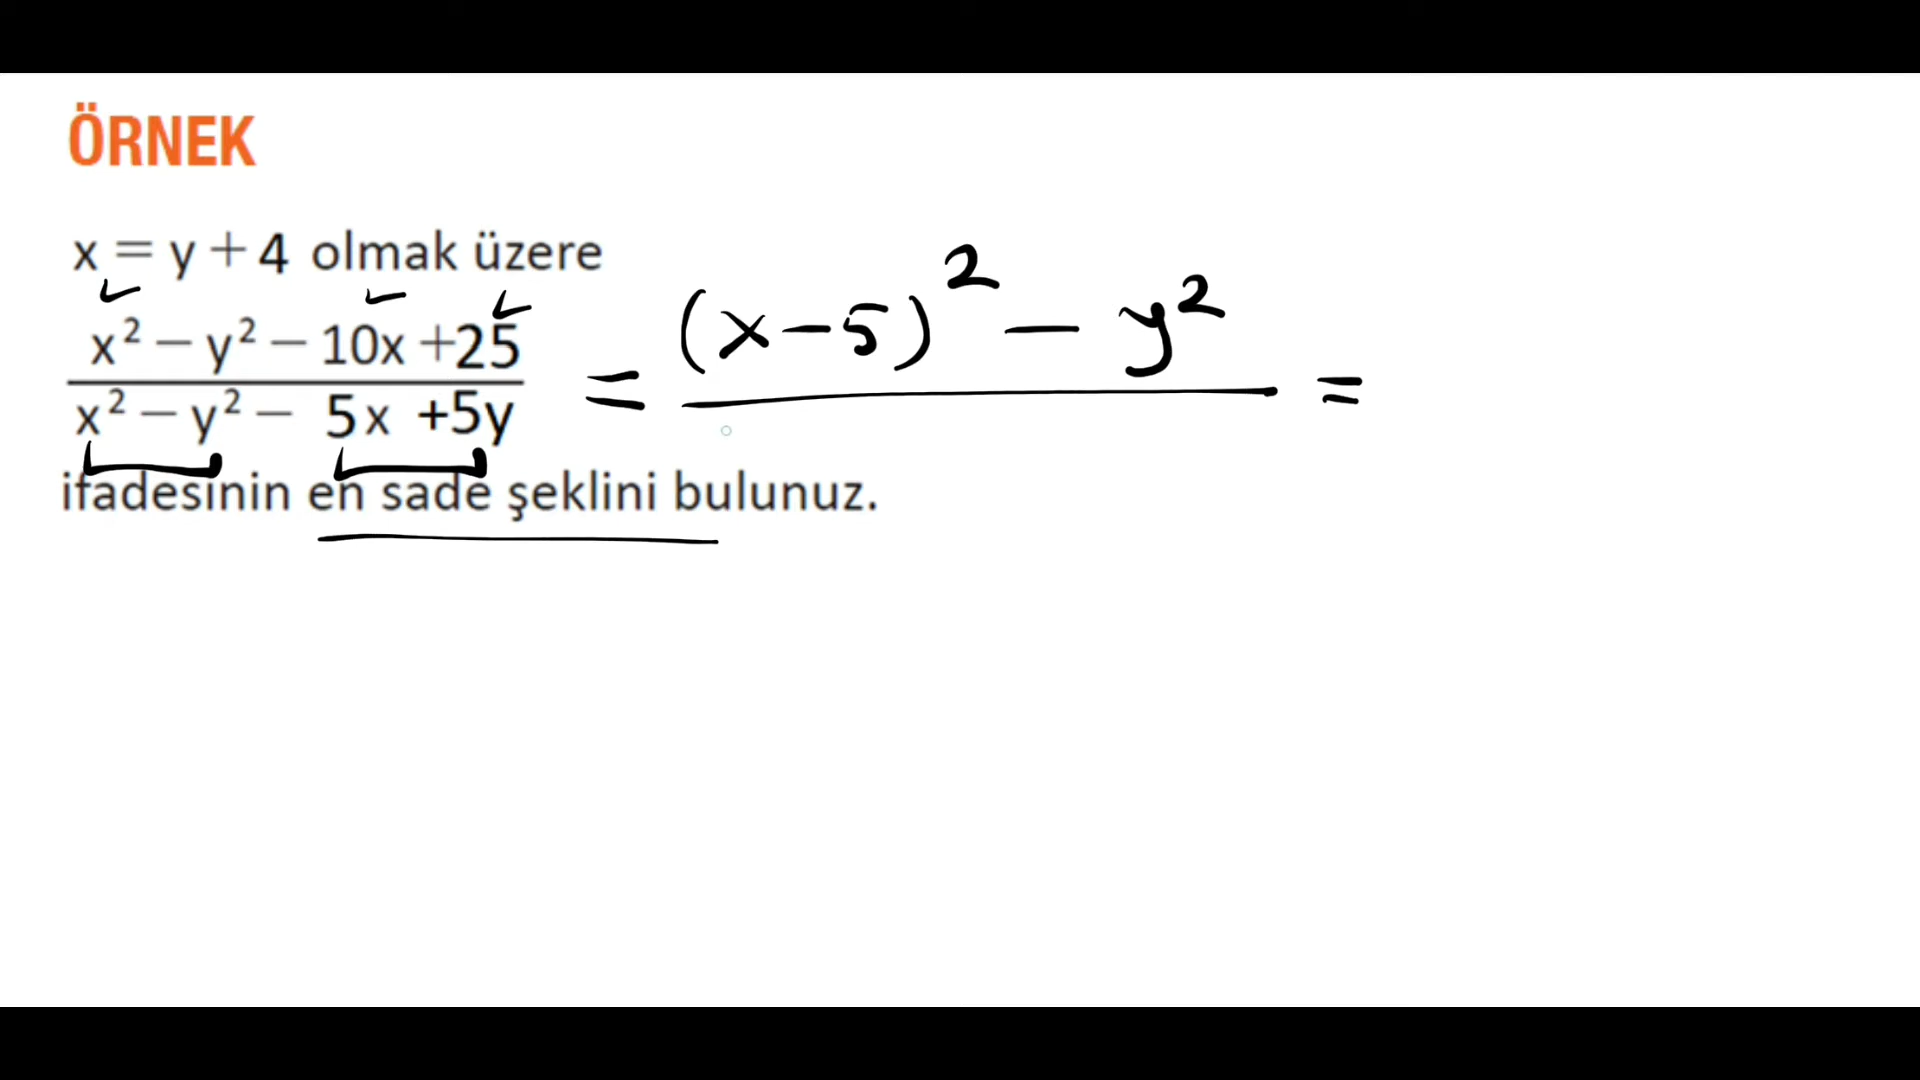 ÖRNEK
x = y + 4 olmak üzere
x² − y² − 10x +25
x² − y² − 5x +5y
= (x−5)² − y² =
ifadesinin en sade şeklini bulunuz.